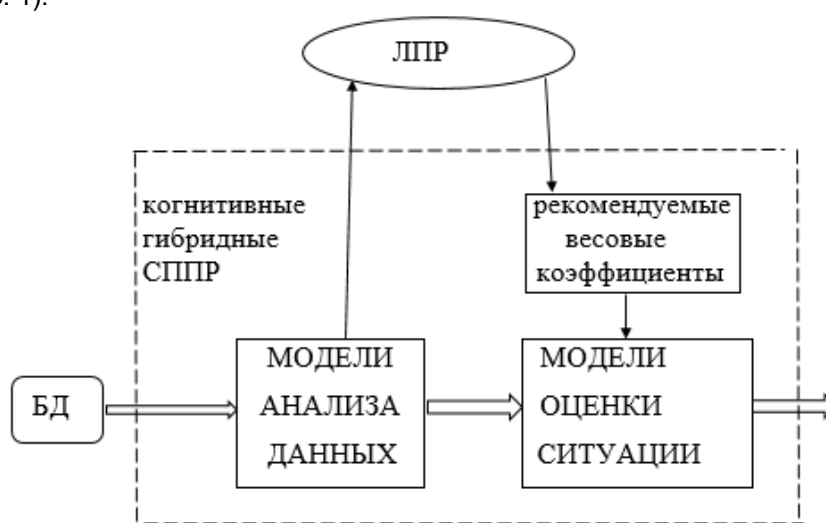 ЛПР
когнитивные
гибридные
СППР
рекомендуемые
весовые
коэффициенты
БД
МОДЕЛИ
АНАЛИЗА
ДАННЫХ
МОДЕЛИ
ОЦЕНКИ
СИТУАЦИИ